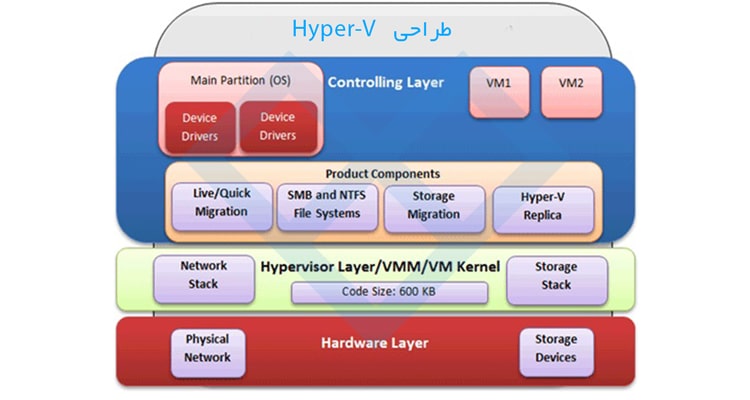 طراحی Hyper-V
Main Partition (OS)
Device
Drivers
Device
Drivers
Controlling Layer
VM1
VM2
Product Components
Live/Quick
Migration
SMB and NTFS
File Systems
Storage
Migration
Hyper-V
Replica
Network
Stack
Hypervisor Layer/VMM/VM Kernel
Code Size: 600 KB
Storage
Stack
Physical
Network
Hardware Layer
Storage
Devices